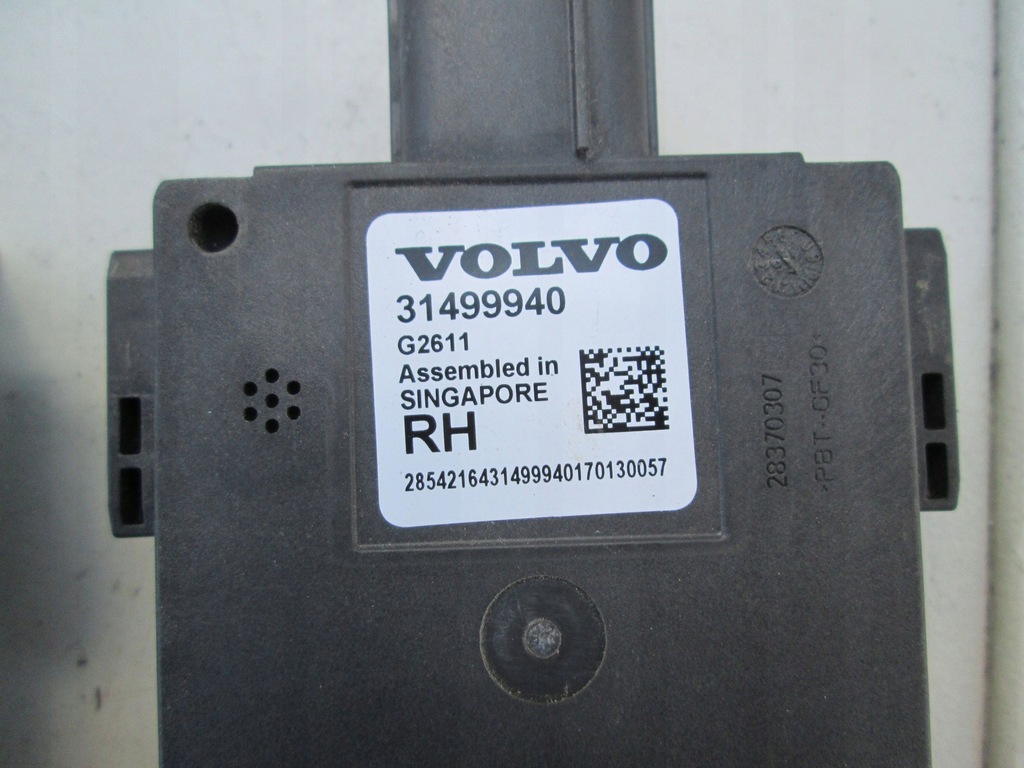 VOLVO
31499940
G2611
Assembled in
SINGAPORE
RH
2854216431499940170130057
28370307
>PBT-GF30<